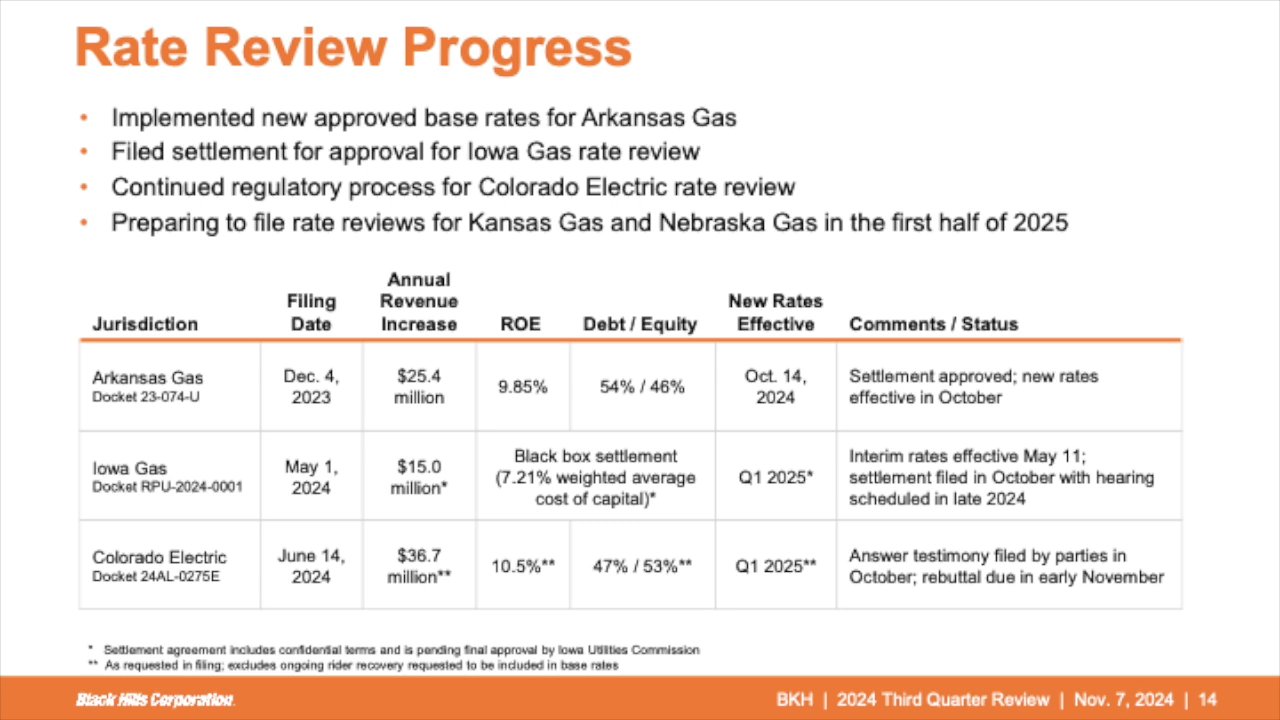 Rate Review Progress
• Implemented new approved base rates for Arkansas Gas
• Filed settlement for approval for Iowa Gas rate review
• Continued regulatory process for Colorado Electric rate review
• Preparing to file rate reviews for Kansas Gas and Nebraska Gas in the first half of 2025
Jurisdiction
Filing
Date
Annual
Revenue
Increase
ROE
Debt / Equity
New Rates
Effective
Comments / Status
Arkansas Gas
Docket 23-074-U
Dec. 4,
2023
$25.4
million
9.85%
54% / 46%
Oct. 14,
2024
Settlement approved; new rates
effective in October
Iowa Gas
Docket RPU-2024-0001
May 1,
2024
$15.0
million*
Black box settlement
(7.21% weighted average
cost of capital)*
Q1 2025*
Interim rates effective May 11;
settlement filed in October with hearing
scheduled in late 2024
Colorado Electric
Docket 24AL-0275E
June 14,
2024
$36.7
million**
10.5%**
47% / 53%**
Q1 2025**
Answer testimony filed by parties in
October; rebuttal due in early November
* Settlement agreement includes confidential terms and is pending final approval by Iowa Utilities Commission
** As requested in filing; excludes ongoing rider recovery requested to be included in base rates
Black Hills Corporation
BKH | 2024 Third Quarter Review | Nov. 7, 2024 | 14